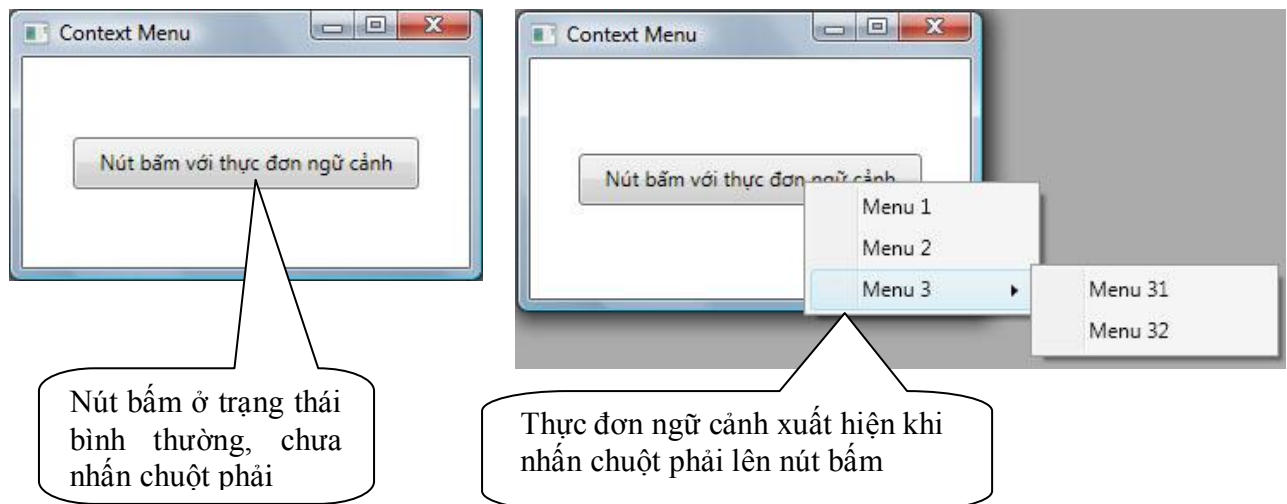 Context Menu
Nút bấm với thực đơn ngữ cảnh
Nút bấm ở trạng thái
bình thường, chưa
nhấn chuột phải
Context Menu
Nút bấm với thực đơn ngữ cảnh
Menu 1
Menu 2
Menu 3
Menu 31
Menu 32
Thực đơn ngữ cảnh xuất hiện khi
nhấn chuột phải lên nút bấm